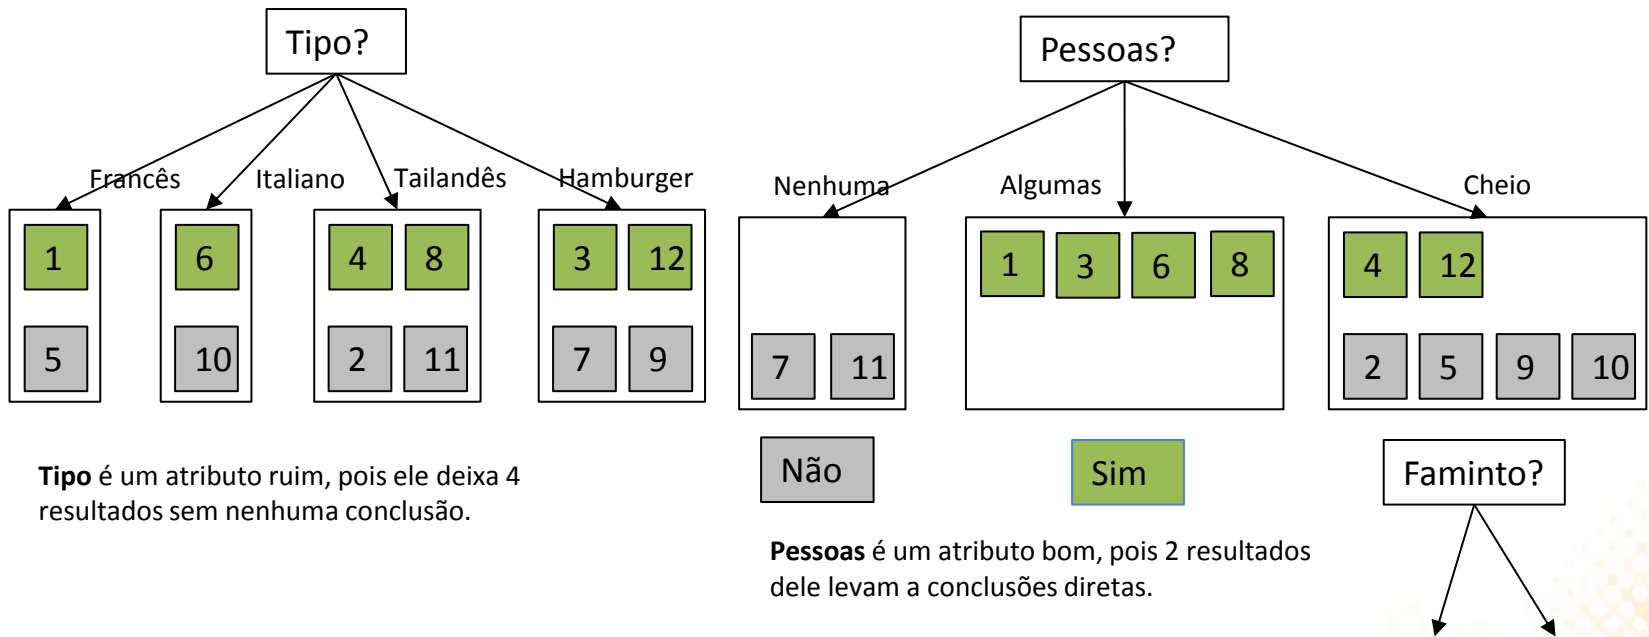 Tipo?
Francês Italiano Tailandês Hamburger
1 6 4 8 3 12
5 10 2 11 7 9
Tipo é um atributo ruim, pois ele deixa 4
resultados sem nenhuma conclusão.
Pessoas?
Nenhuma Algumas Cheio
1 3 6 8 4 12
7 11 2 5 9 10
Não Sim Faminto?
Pessoas é um atributo bom, pois 2 resultados
dele levam a conclusões diretas.